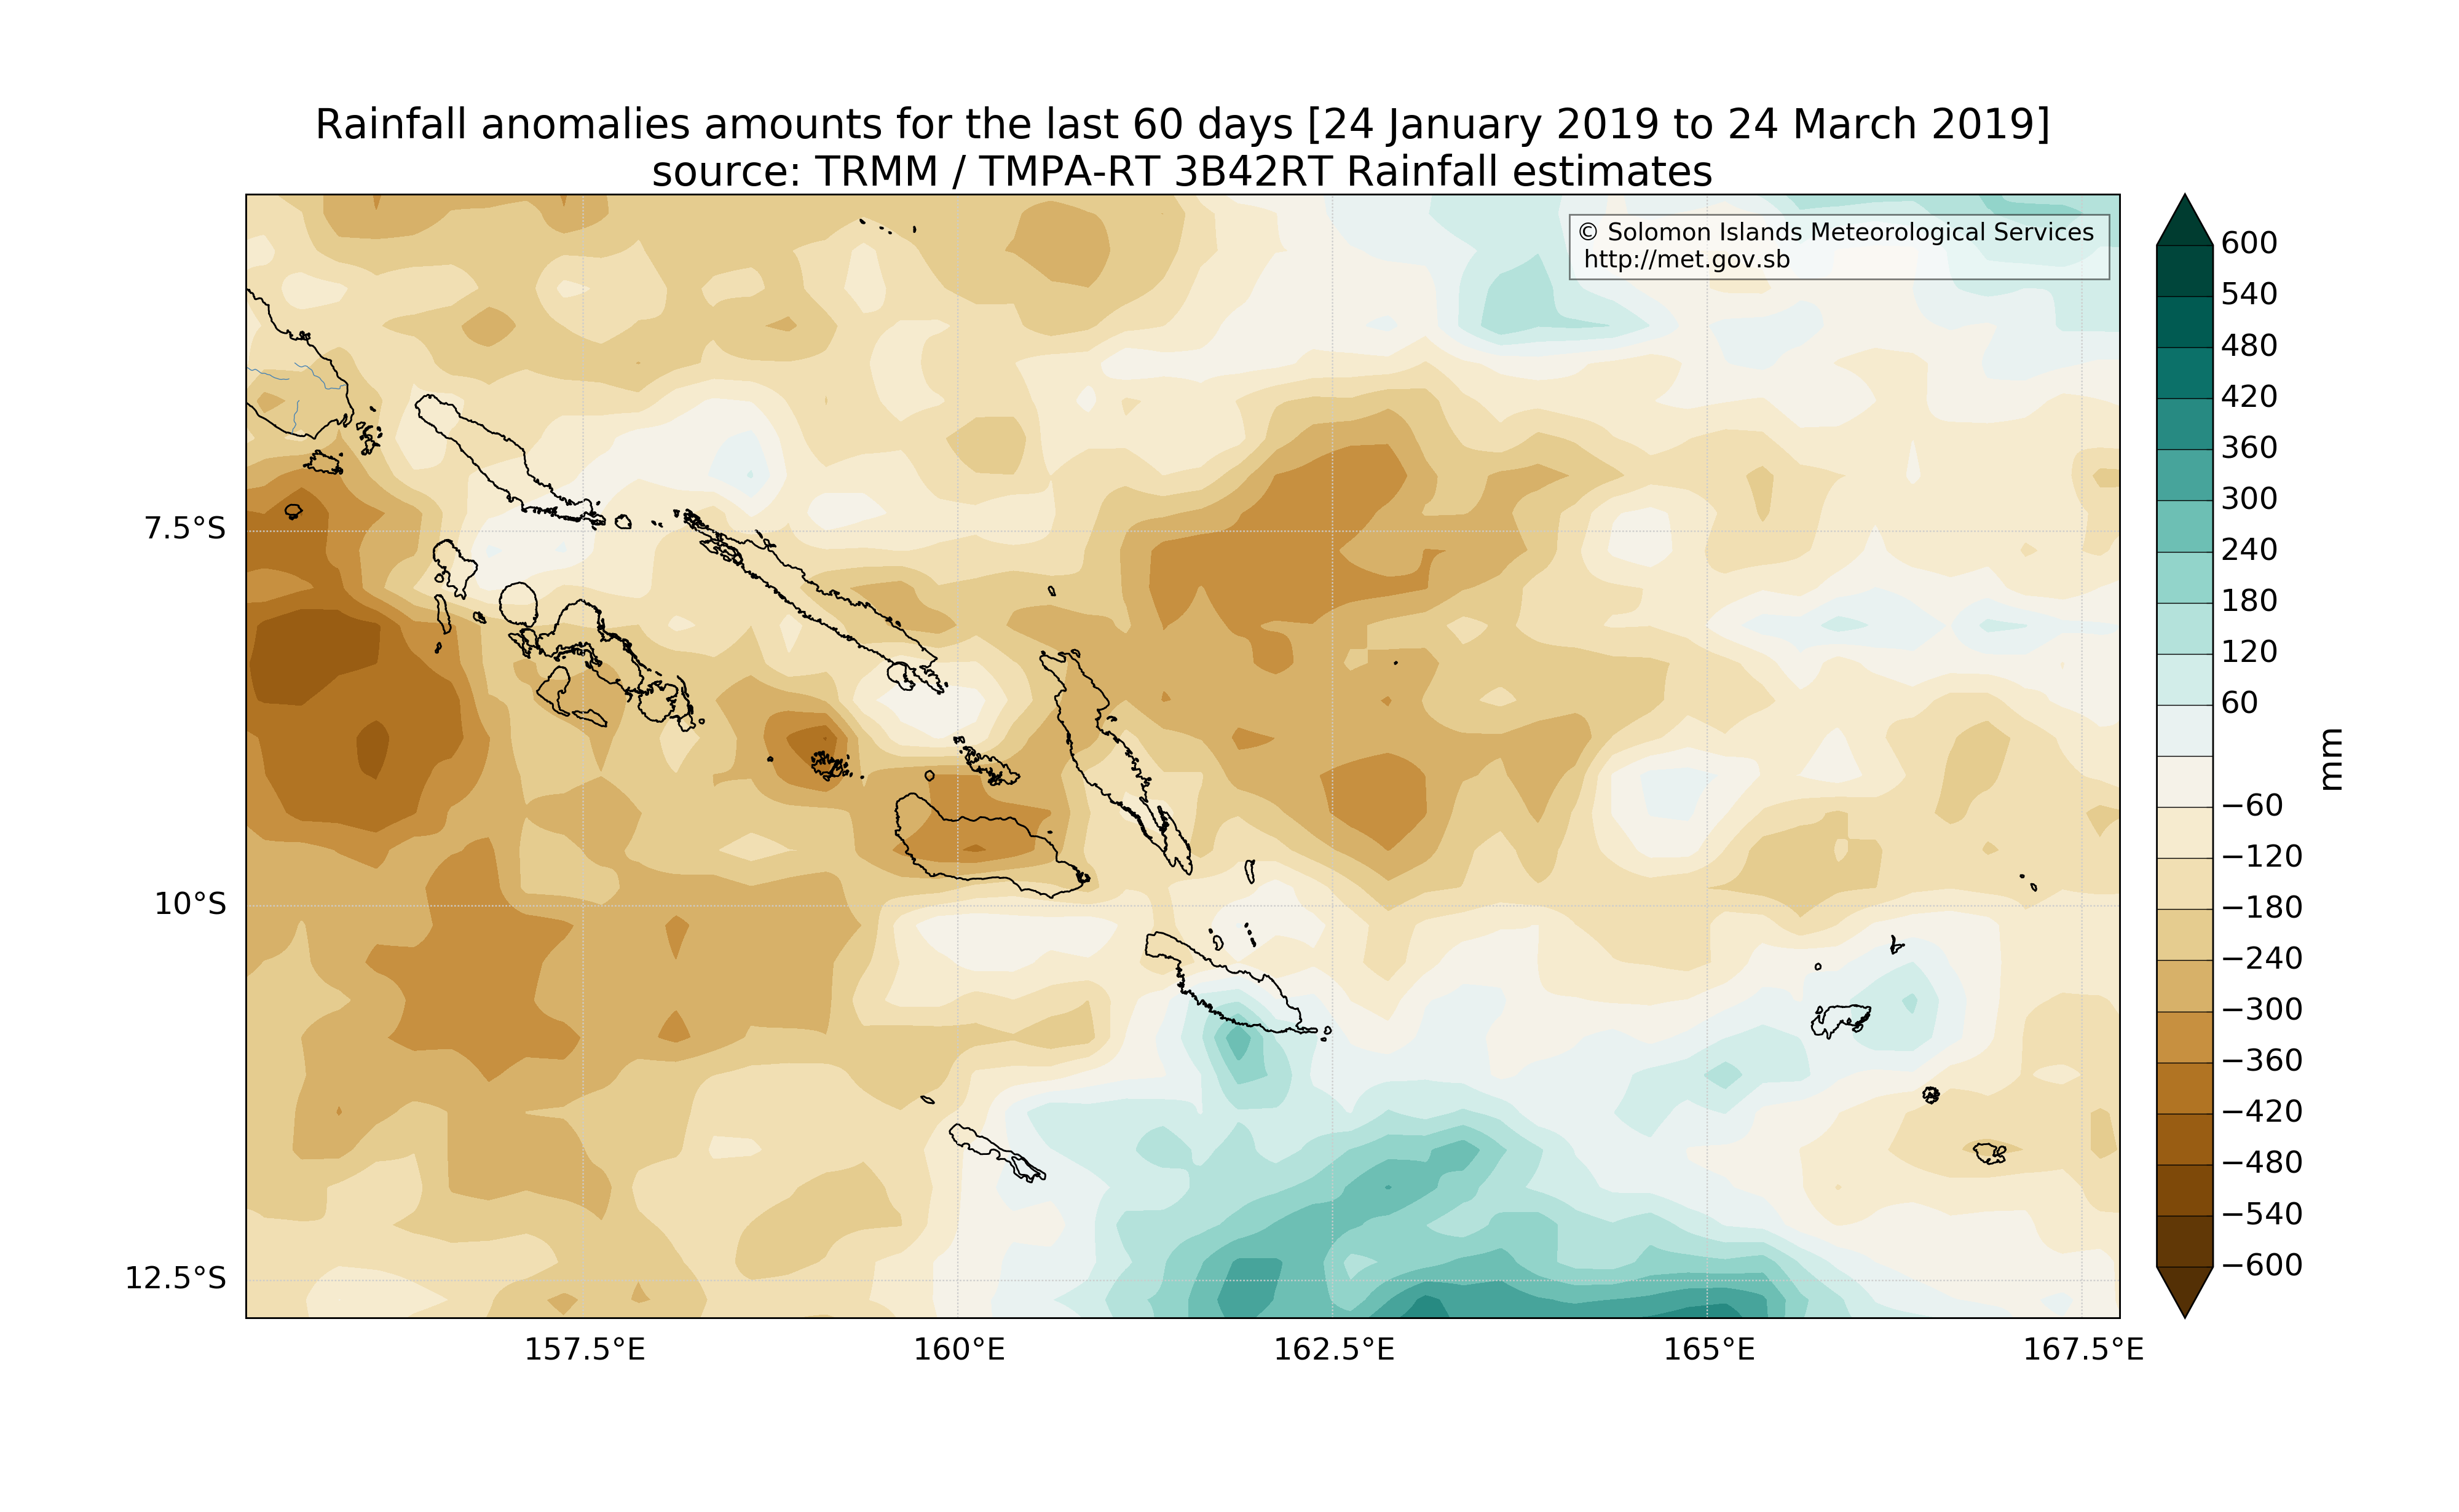 Rainfall anomalies amounts for the last 60 days [24 January 2019 to 24 March 2019]
source: TRMM / TMPA-RT 3B42RT Rainfall estimates
© Solomon Islands Meteorological Services
http://met.gov.sb
7.5°S
10°S
12.5°S
157.5°E
160°E
162.5°E
165°E
167.5°E
600
540
480
420
360
300
240
180
120
60
−60
−120
−180
−240
−300
−360
−420
−480
−540
−600
mm